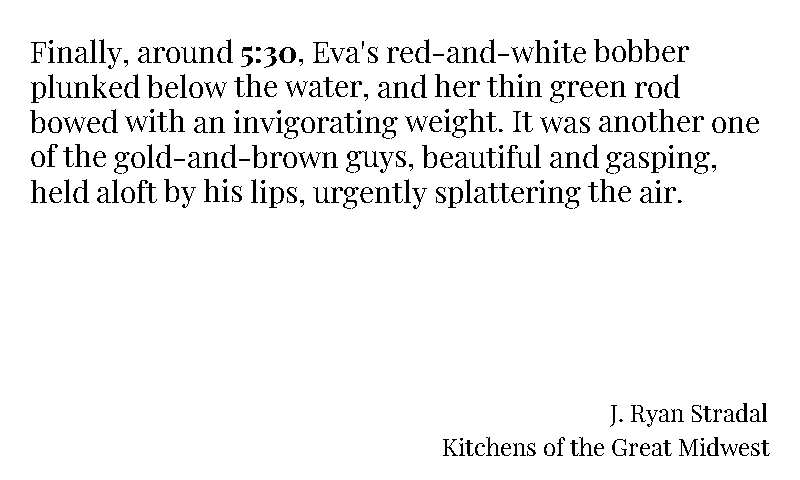 Finally, around 5:30, Eva's red-and-white bobber
plunked below the water, and her thin green rod
bowed with an invigorating weight. It was another one
of the gold-and-brown guys, beautiful and gasping,
held aloft by his lips, urgently splattering the air.
J. Ryan Stradal
Kitchens of the Great Midwest